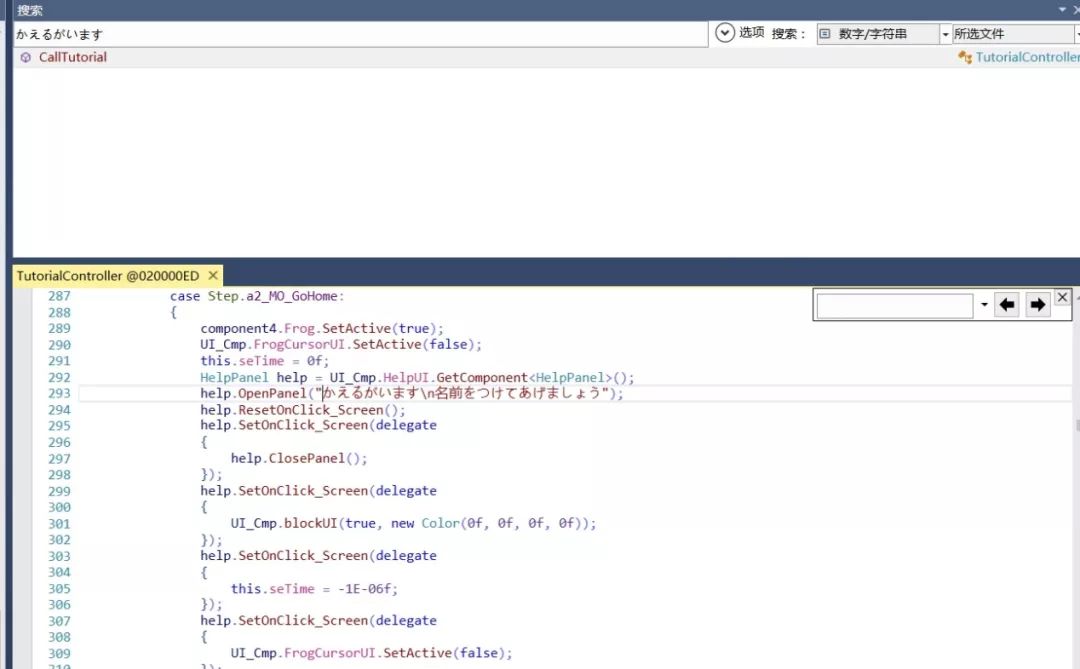 搜索
かえるがいます
选项 搜索： 数字/字符串 所选文件
CallTutorial TutorialController
TutorialController @020000ED
287 case Step.a2_MO_GoHome:
288 {
289 component4.Frog.SetActive(true);
290 UI_Cmp.FrogCursorUI.SetActive(false);
291 this.seTime = 0f;
292 HelpPanel help = UI_Cmp.HelpUI.GetComponent<HelpPanel>();
293 help.OpenPanel("かえるがいます\n名前をつけてあげましょう");
294 help.ResetOnClick_Screen();
295 help.SetOnClick_Screen(delegate
296 {
297 help.ClosePanel();
298 });
299 help.SetOnClick_Screen(delegate
300 {
301 UI_Cmp.blockUI(true, new Color(0f, 0f, 0f, 0f));
302 });
303 help.SetOnClick_Screen(delegate
304 {
305 this.seTime = -1E-06f;
306 });
307 help.SetOnClick_Screen(delegate
308 {
309 UI_Cmp.FrogCursorUI.SetActive(false);
310 });